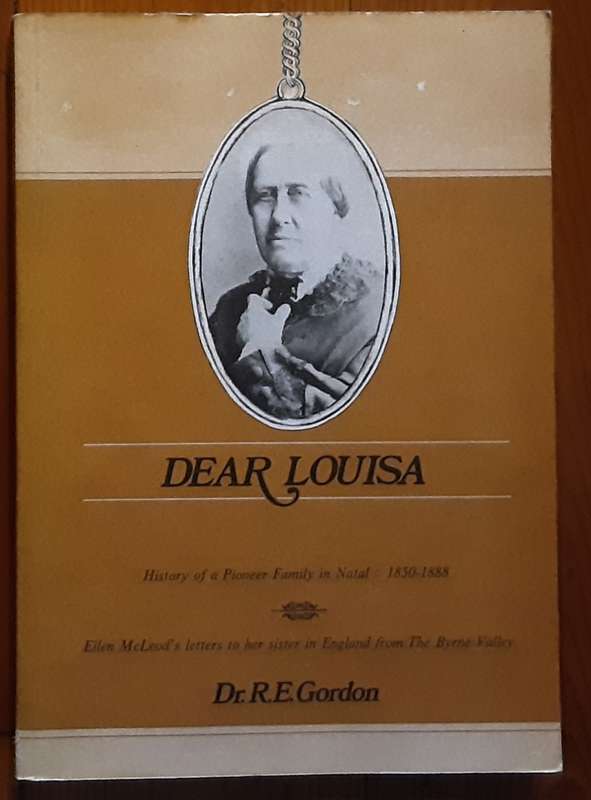 DEAR LOUISA
History of a Pioneer Family in Natal : 1850-1888
Ellen McLeod's letters to her sister in England from The Byrne Valley
Dr. R.E. Gordon